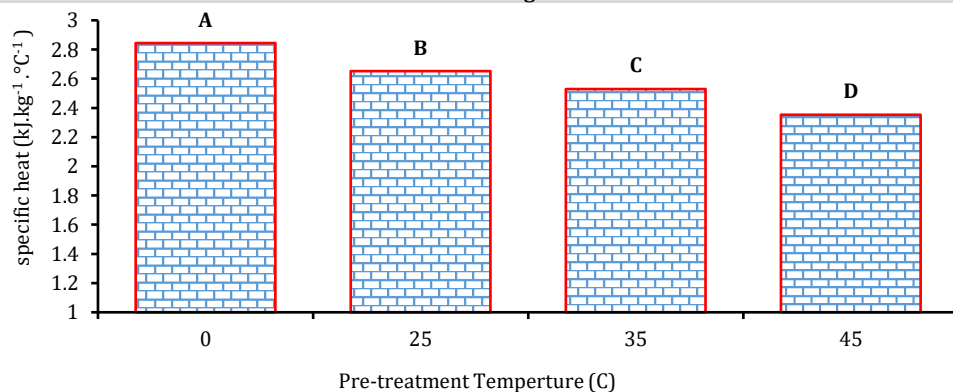 A
B
C
D
3
2.8
2.6
2.4
2.2
2
1.8
1.6
1.4
1.2
1
specific heat (kJ.kg⁻¹ .°C⁻¹ )
0 25 35 45
Pre-treatment Temperture (C)